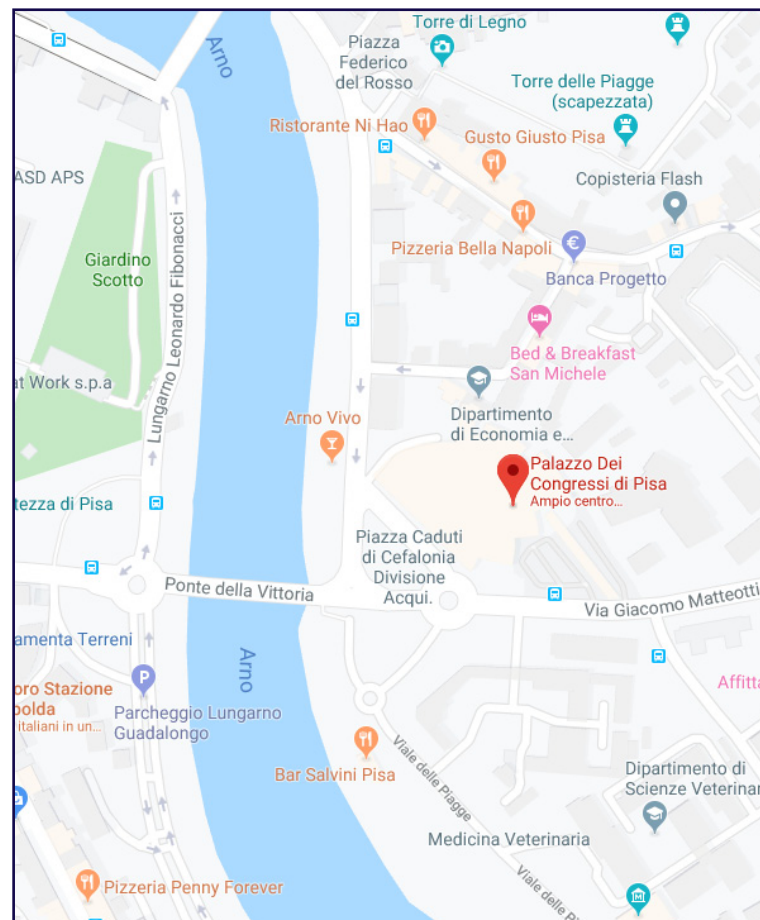 Torre di Legno
Arno
Piazza
Federico
del Rosso
Torre delle Piagge
(scapezzata)
Ristorante Ni Hao
Gusto Giusto Pisa
ASD APS
Copisteria Flash
Pizzeria Bella Napoli
Giardino
Scotto
€
Banca Progetto
Lungarno Leonardo Fibonacci
Bed & Breakfast
San Michele
at Work s.p.a
Arno Vivo
Dipartimento
di Economia e...
Palazzo Dei
Congressi di Pisa
Ampio centro...
tezza di Pisa
Piazza Caduti
di Cefalonia
Divisione
Acqui.
Ponte della Vittoria
Via Giacomo Matteotti
amenta Terreni
Arno
P
oro Stazione
polda
italiani in un...
Affitta
Parcheggio Lungarno
Guadalongo
Viale delle Piagge
Bar Salvini Pisa
Dipartimento di
Scienze Veterinar
Medicina Veterinaria
Pizzeria Penny Forever
Viale delle Pi